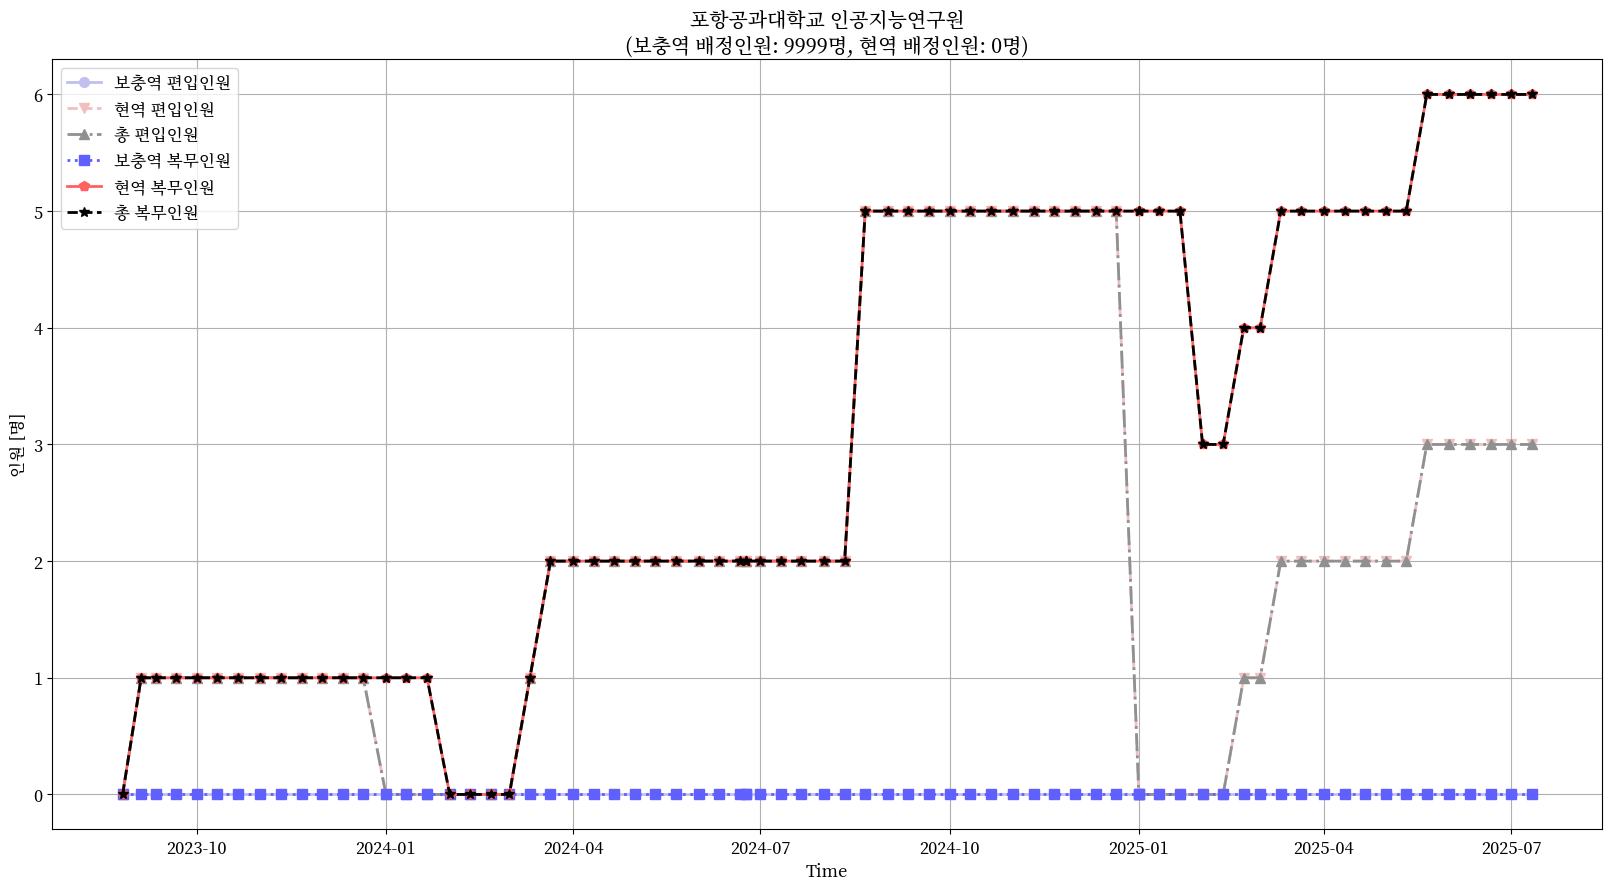 포항공과대학교 인공지능연구원
(보충역 배정인원: 9999명, 현역 배정인원: 0명)
보충역 편입인원
현역 편입인원
총 편입인원
보충역 복무인원
현역 복무인원
총 복무인원
인원 [명]
6
5
4
3
2
1
0
2023-10
2024-01
2024-04
2024-07
2024-10
2025-01
2025-04
2025-07
Time